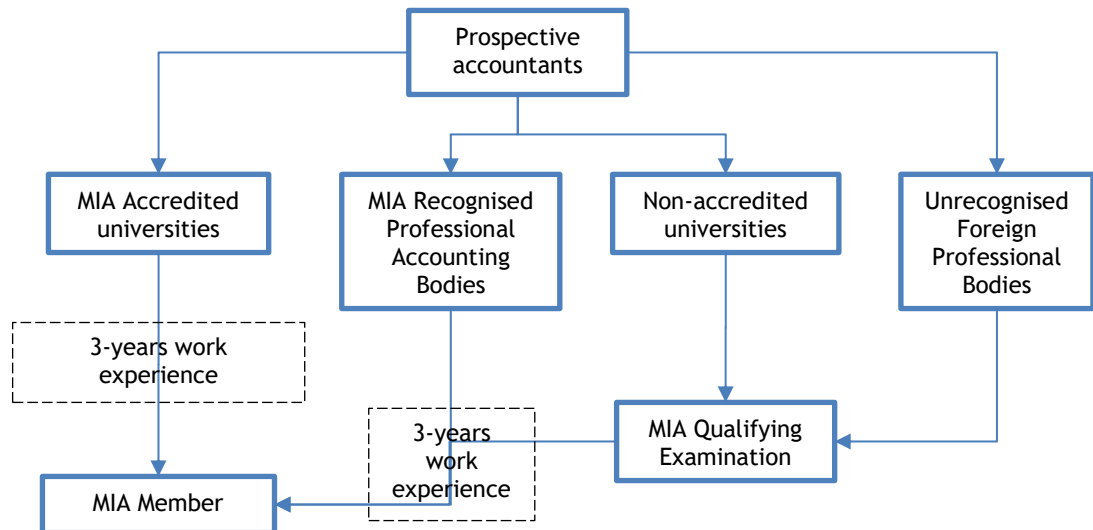 Prospective
accountants
MIA Accredited
universities
MIA Recognised
Professional
Accounting
Bodies
Non-accredited
universities
Unrecognised
Foreign
Professional
Bodies
3-years work
experience
3-years
work
experience
MIA Qualifying
Examination
MIA Member